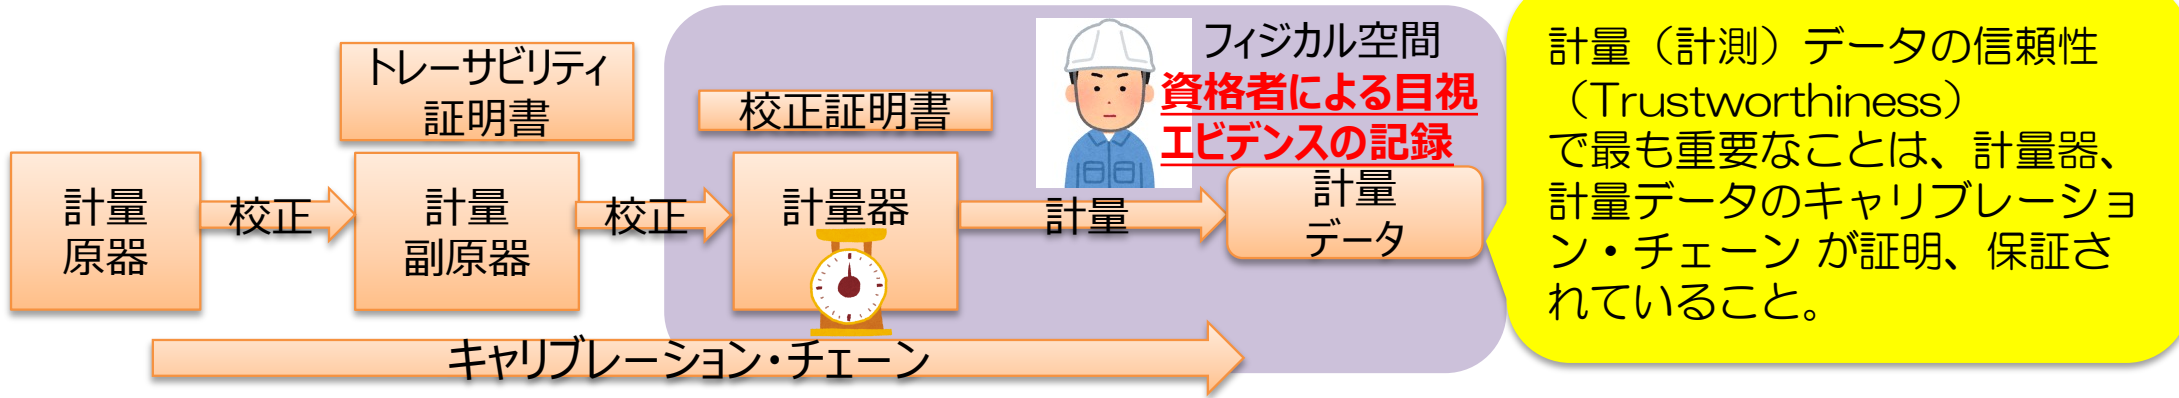 トレーサビリティ
証明書
校正証明書
フィジカル空間
資格者による目視
エビデンスの記録
計量
原器
校正
計量
副原器
校正
計量器
計量
計量
データ
キャリブレーション・チェーン
計量（計測）データの信頼性
（Trustworthiness）
で最も重要なことは、計量器、
計量データのキャリブレーショ
ン・チェーン が証明、保証さ
れていること。